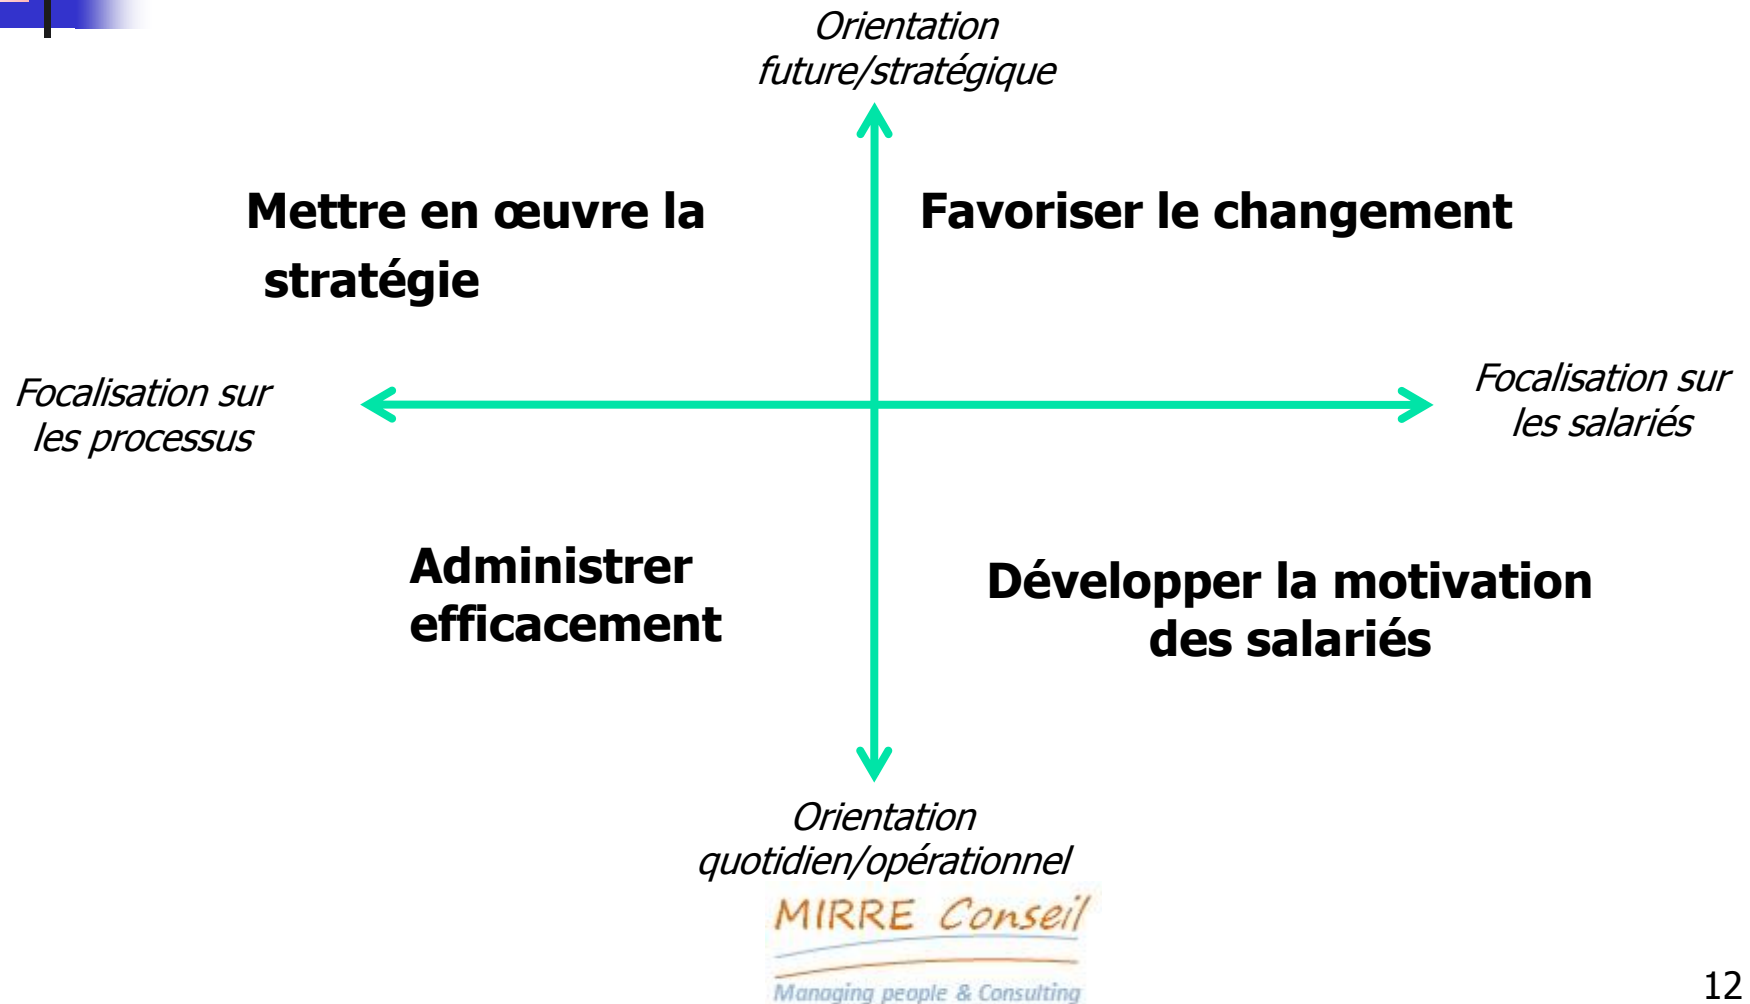 Orientation
future/stratégique
Mettre en œuvre la
stratégie
Favoriser le changement
Focalisation sur
les processus
Focalisation sur
les salariés
Administrer
efficacement
Développer la motivation
des salariés
Orientation
quotidien/opérationnel
MIRRE Conseil
Managing people & Consulting
12